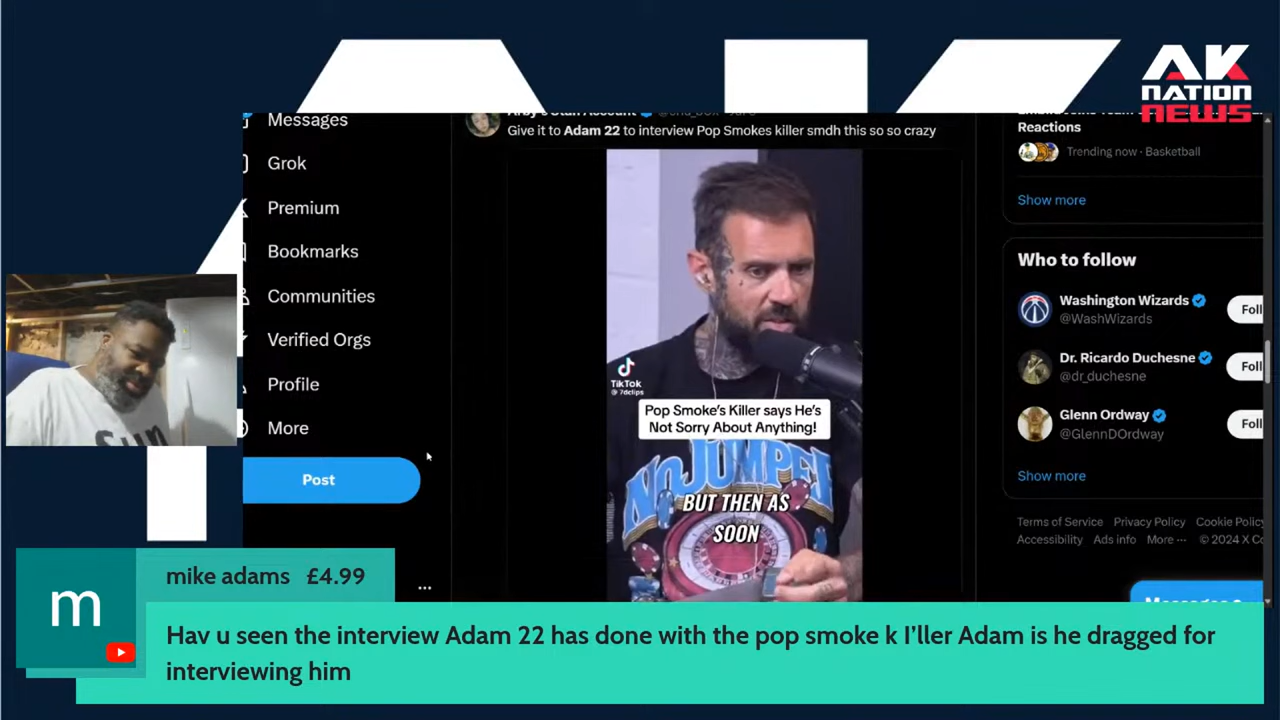 AK
NATION
NEWS
Messages
Grok
Premium
Bookmarks
Communities
Verified Orgs
Profile
More
Post
Give it to Adam 22 to interview Pop Smokes killer smdh this so so crazy
TikTok
@ 7dclips
Pop Smoke's Killer says He's
Not Sorry About Anything!
NO JUMPER
BUT THEN AS
SOON
Reactions
Trending now · Basketball
Show more
Who to follow
Washington Wizards
@WashWizards
Foll
Dr. Ricardo Duchesne
@dr_duchesne
Foll
Glenn Ordway
@GlennDOrdway
Foll
Show more
Terms of Service Privacy Policy Cookie Policy
Accessibility Ads info More ··· © 2024 X Co
m
mike adams £4.99
Hav u seen the interview Adam 22 has done with the pop smoke k I'ller Adam is he dragged for
interviewing him